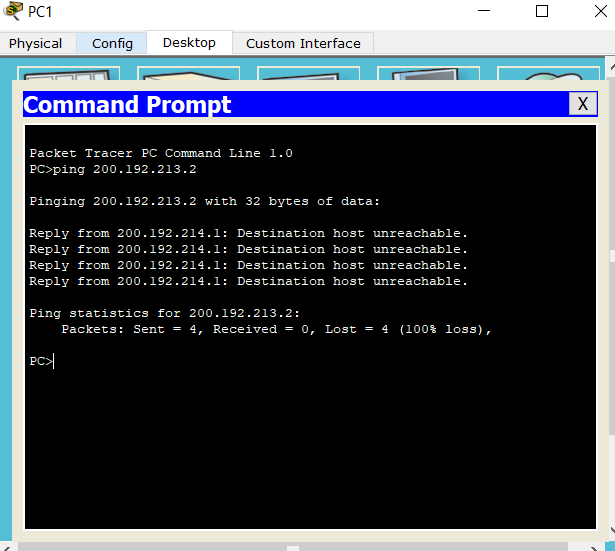 PC1
Physical Config Desktop Custom Interface
Command Prompt X
Packet Tracer PC Command Line 1.0
PC>ping 200.192.213.2
Pinging 200.192.213.2 with 32 bytes of data:
Reply from 200.192.214.1: Destination host unreachable.
Reply from 200.192.214.1: Destination host unreachable.
Reply from 200.192.214.1: Destination host unreachable.
Reply from 200.192.214.1: Destination host unreachable.
Ping statistics for 200.192.213.2:
    Packets: Sent = 4, Received = 0, Lost = 4 (100% loss),
PC>